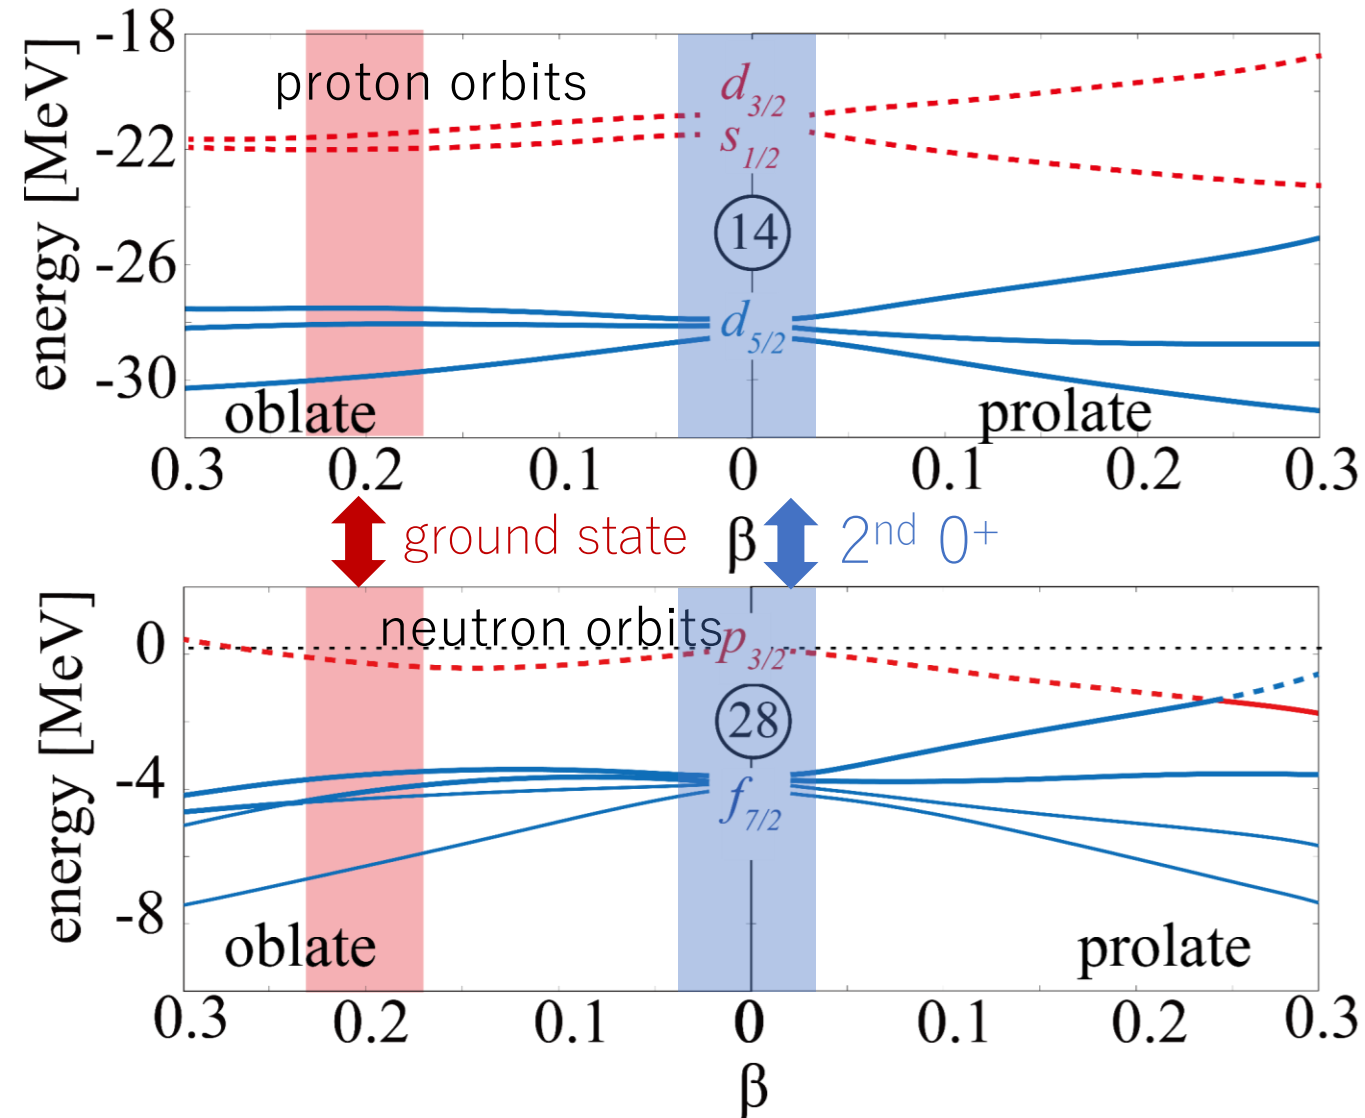 -18
proton orbits
d3/2
s1/2
-22
14
-26
d5/2
-30
oblate
prolate
0.3 0.2 0.1 0 0.1 0.2 0.3
energy [MeV]
β
ground state
2nd 0+
neutron orbits
0
p3/2
28
-4
f7/2
-8
oblate
prolate
0.3 0.2 0.1 0 0.1 0.2 0.3
energy [MeV]
β